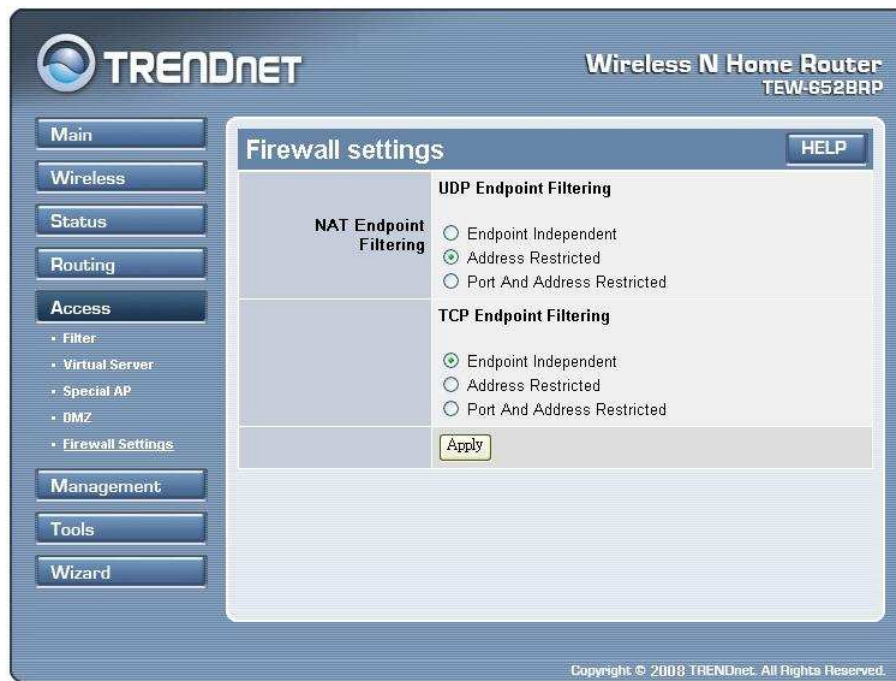 TRENDNET
Wireless N Home Router
TEW-652BRP
Main
Wireless
Status
Routing
Access
Filter
Virtual Server
Special AP
DMZ
Firewall Settings
Management
Tools
Wizard
Firewall settings
HELP
NAT Endpoint
Filtering
UDP Endpoint Filtering
Endpoint Independent
Address Restricted
Port And Address Restricted
TCP Endpoint Filtering
Endpoint Independent
Address Restricted
Port And Address Restricted
Apply
Copyright © 2008 TRENDnet. All Rights Reserved.